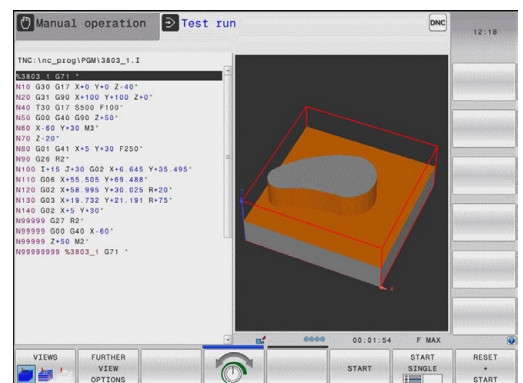 Manual operation
Test run
DNC
12:18
TNC:\nc_prog\PGM\3803_1.I
%3803_1 G71 *
N10 G30 G17 X+0 Y+0 Z-40*
N20 G31 G90 X+100 Y+100 Z+0*
N40 T30 G17 S500 F100*
N50 G00 G40 G90 Z+50*
N60 X-60 Y+30 M3*
N70 Z-20*
N80 G01 G41 X+5 Y+30 F250*
N90 G26 R2*
N100 I+15 J+30 G02 X+6.645 Y+35.495*
N110 G06 X+55.505 Y+69.488*
N120 G02 X+58.995 Y+30.025 R+20*
N130 G03 X+19.732 Y+21.191 R+75*
N140 G02 X+5 Y+30*
N99999 G27 R2*
N99999 G00 G40 X-60*
N99999 Z+50 M2*
N99999999 %3803_1 G71 *
00:01:54
F MAX
VIEWS
FURTHER
VIEW
OPTIONS
START
START
SINGLE
RESET
+
START